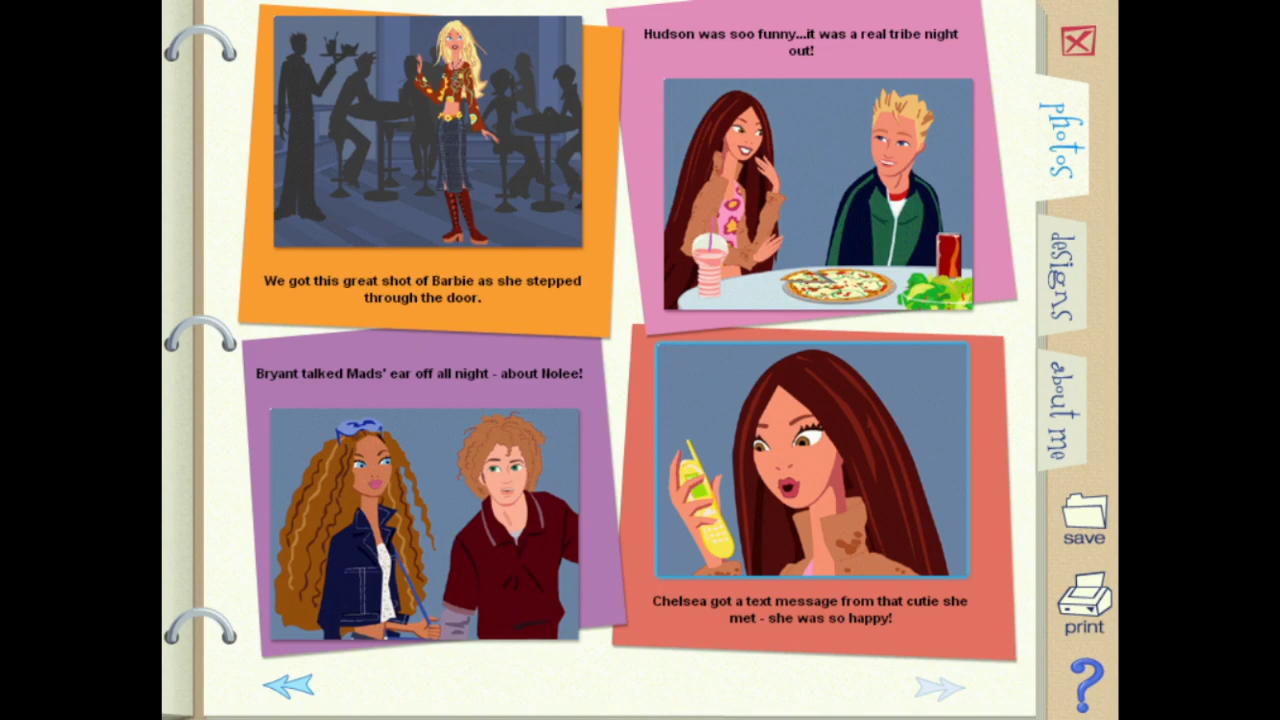 We got this great shot of Barbie as she stepped
through the door.
Hudson was soo funny...it was a real tribe night
out!
Bryant talked Mads' ear off all night - about Nolee!
Chelsea got a text message from that cutie she
met - she was so happy!
photos
designs
about me
save
print
?